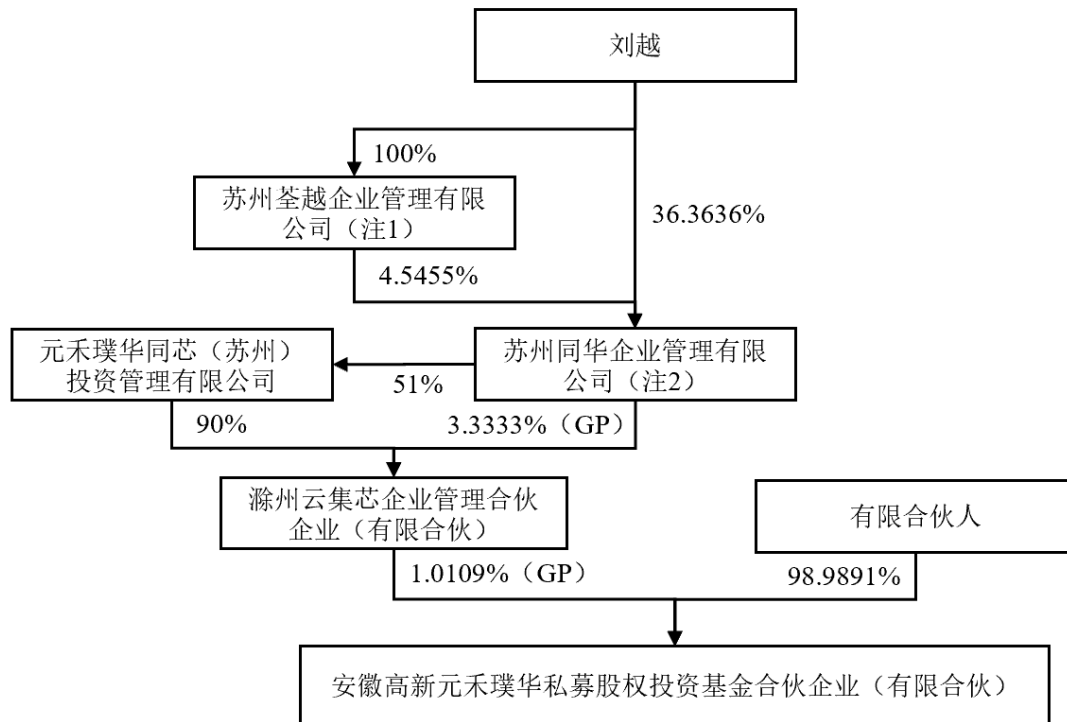 刘越
100%
苏州荃越企业管理有限
公司（注1）
36.3636%
4.5455%
元禾璞华同芯（苏州）
投资管理有限公司
51%
苏州同华企业管理有限
公司（注2）
90%
3.3333%（GP）
滁州云集芯企业管理合伙
企业（有限合伙）
有限合伙人
1.0109%（GP）
98.9891%
安徽高新元禾璞华私募股权投资基金合伙企业（有限合伙）